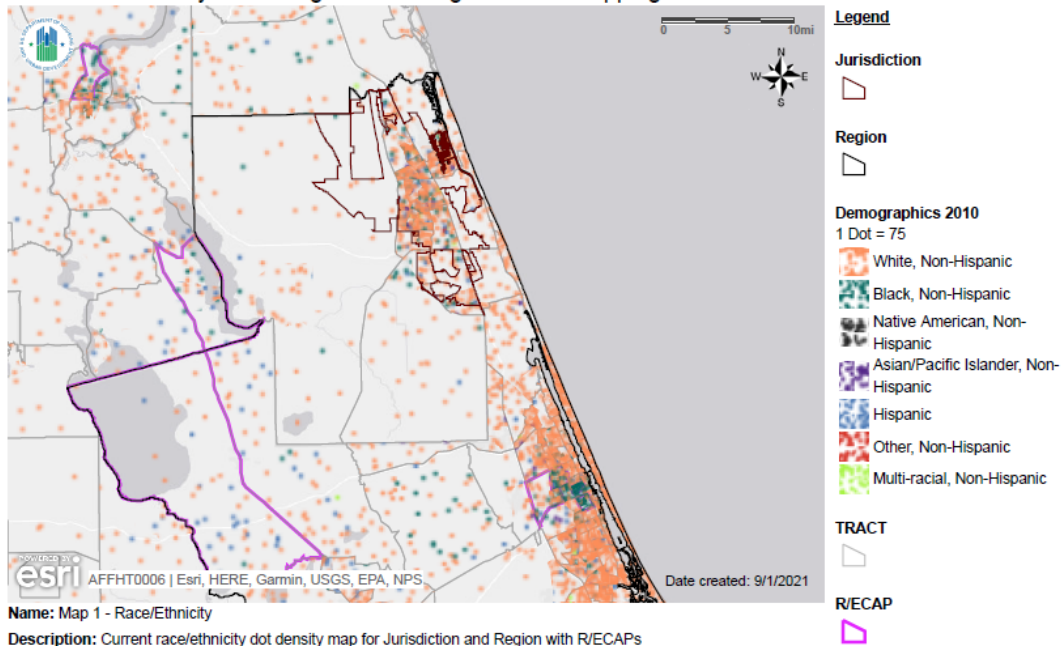 0 5 10mi
N
W E
S
POWERED BY
esri
AFFHT0006 | Esri, HERE, Garmin, USGS, EPA, NPS
Date created: 9/1/2021
Name: Map 1 - Race/Ethnicity
Description: Current race/ethnicity dot density map for Jurisdiction and Region with R/ECAPs
Legend
Jurisdiction
Region
Demographics 2010
1 Dot = 75
White, Non-Hispanic
Black, Non-Hispanic
Native American, Non-
Hispanic
Asian/Pacific Islander, Non-
Hispanic
Hispanic
Other, Non-Hispanic
Multi-racial, Non-Hispanic
TRACT
R/ECAP